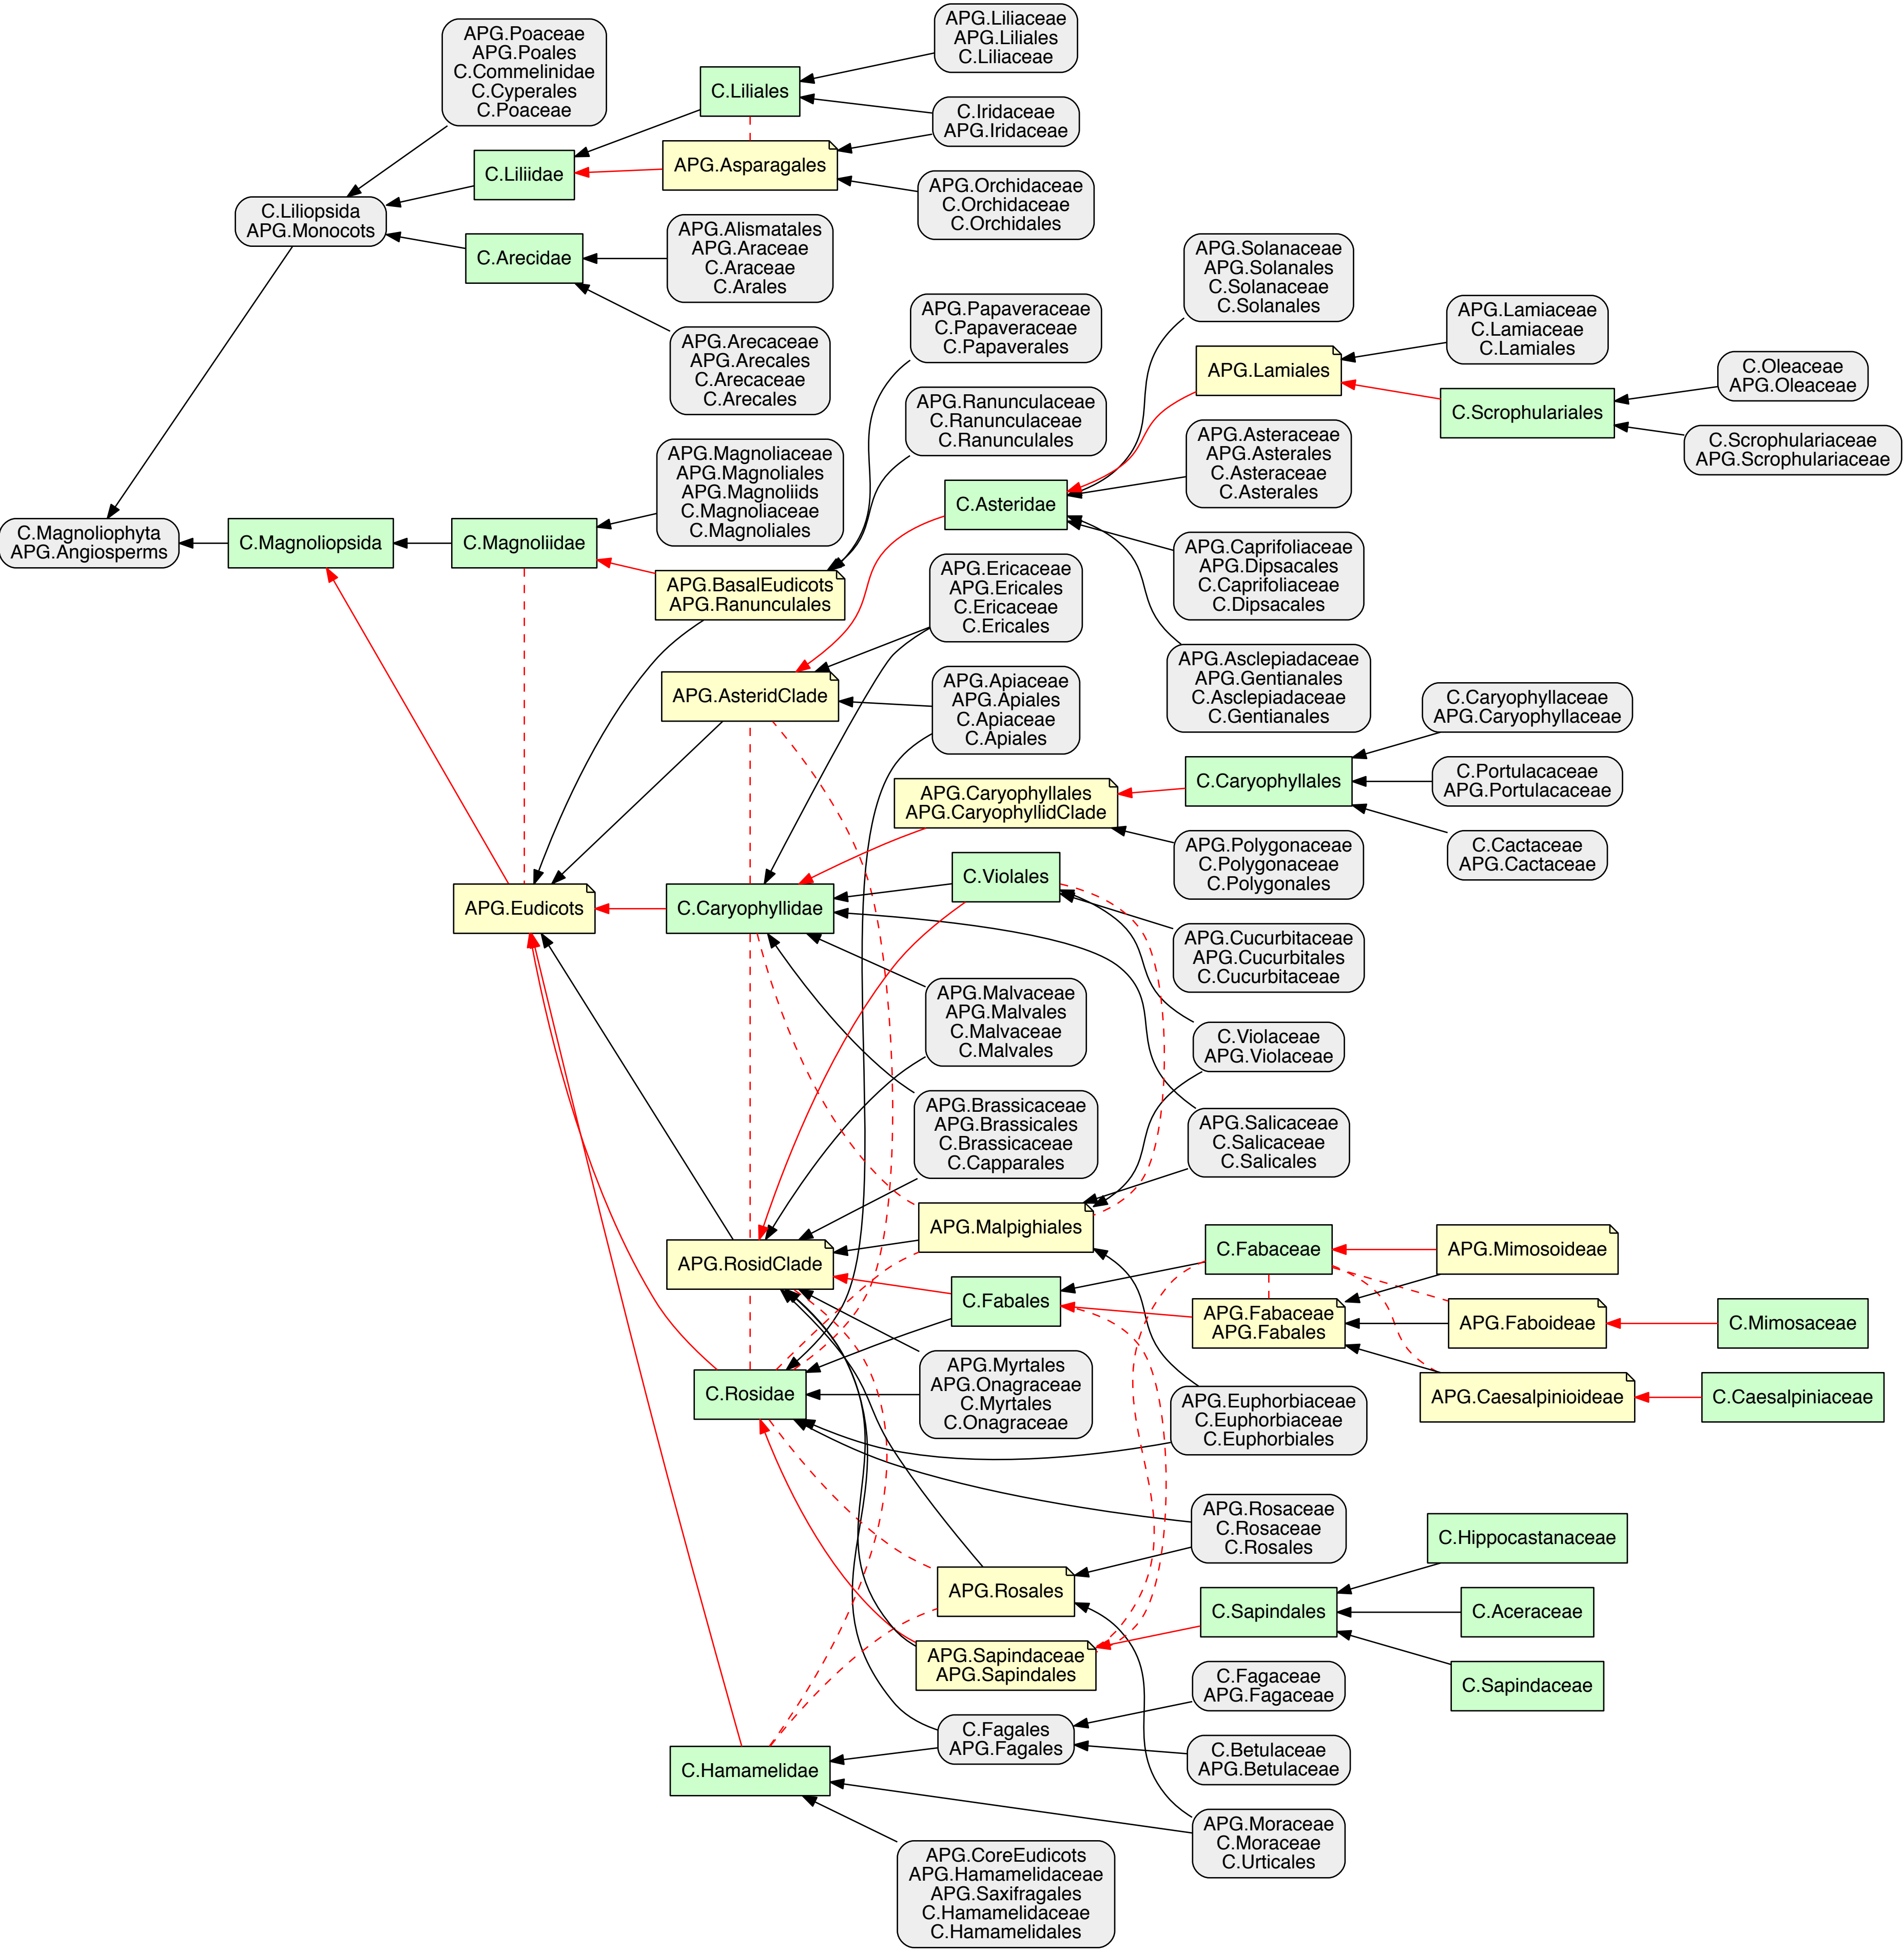 APG.Poaceae
APG.Poales
C.Commelinidae
C.Cyperales
C.Poaceae
C.Liliales
APG.Liliaceae
APG.Liliales
C.Liliaceae
C.Iridaceae
APG.Iridaceae
C.Liliidae
APG.Asparagales
APG.Orchidaceae
C.Orchidaceae
C.Orchidales
C.Liliopsida
APG.Monocots
C.Arecidae
APG.Alismatales
APG.Araceae
C.Araceae
C.Arales
APG.Arecaceae
APG.Arecales
C.Arecaceae
C.Arecales
APG.Papaveraceae
C.Papaveraceae
C.Papaverales
APG.Ranunculaceae
C.Ranunculaceae
C.Ranunculales
APG.Solanaceae
APG.Solanales
C.Solanaceae
C.Solanales
APG.Lamiales
APG.Lamiaceae
C.Lamiaceae
C.Lamiales
C.Scrophulariales
C.Oleaceae
APG.Oleaceae
C.Scrophulariaceae
APG.Scrophulariaceae
APG.Asteraceae
APG.Asterales
C.Asteraceae
C.Asterales
C.Magnoliophyta
APG.Angiosperms
C.Magnoliopsida
C.Magnoliidae
APG.Magnoliaceae
APG.Magnoliales
APG.Magnoliids
C.Magnoliaceae
C.Magnoliales
APG.BasalEudicots
APG.Ranunculales
C.Asteridae
APG.Caprifoliaceae
APG.Dipsacales
C.Caprifoliaceae
C.Dipsacales
APG.Ericaceae
APG.Ericales
C.Ericaceae
C.Ericales
APG.Asclepiadaceae
APG.Gentianales
C.Asclepiadaceae
C.Gentianales
APG.AsteridClade
APG.Apiaceae
APG.Apiales
C.Apiaceae
C.Apiales
C.Caryophyllaceae
APG.Caryophyllaceae
APG.Caryophyllales
APG.CaryophyllidClade
C.Caryophyllales
C.Portulacaceae
APG.Portulacaceae
C.Cactaceae
APG.Cactaceae
APG.Polygonaceae
C.Polygonaceae
C.Polygonales
APG.Eudicots
C.Caryophyllidae
C.Violales
APG.Cucurbitaceae
APG.Cucurbitales
C.Cucurbitaceae
APG.Malvaceae
APG.Malvales
C.Malvaceae
C.Malvales
C.Violaceae
APG.Violaceae
APG.Brassicaceae
APG.Brassicales
C.Brassicaceae
C.Capparales
APG.Salicaceae
C.Salicaceae
C.Salicales
APG.Malpighiales
APG.RosidClade
C.Fabales
C.Fabaceae
APG.Mimosoideae
APG.Fabaceae
APG.Fabales
APG.Faboideae
C.Mimosaceae
APG.Caesalpinioideae
C.Caesalpiniaceae
C.Rosidae
APG.Myrtales
APG.Onagraceae
C.Myrtales
C.Onagraceae
APG.Euphorbiaceae
C.Euphorbiaceae
C.Euphorbiales
APG.Rosaceae
C.Rosaceae
C.Rosales
APG.Rosales
C.Hippocastanaceae
C.Sapindales
C.Aceraceae
C.Sapindaceae
APG.Sapindaceae
APG.Sapindales
C.Fagaceae
APG.Fagaceae
C.Fagales
APG.Fagales
C.Betulaceae
APG.Betulaceae
C.Hamamelidae
APG.Moraceae
C.Moraceae
C.Urticales
APG.CoreEudicots
APG.Hamamelidaceae
APG.Saxifragales
C.Hamamelidaceae
C.Hamamelidales